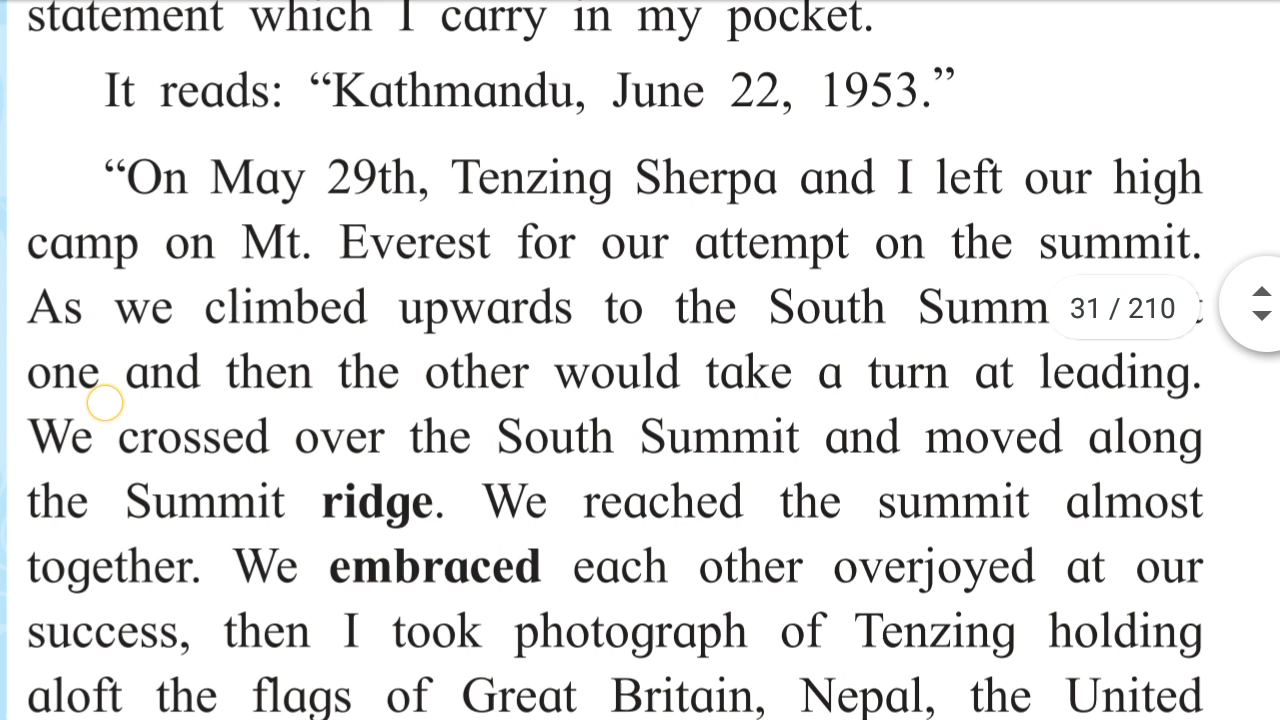 statement which I carry in my pocket.
It reads: “Kathmandu, June 22, 1953.”
“On May 29th, Tenzing Sherpa and I left our high
camp on Mt. Everest for our attempt on the summit.
As we climbed upwards to the South Summ
31 / 210
one and then the other would take a turn at leading.
We crossed over the South Summit and moved along
the Summit ridge. We reached the summit almost
together. We embraced each other overjoyed at our
success, then I took photograph of Tenzing holding
aloft the flags of Great Britain, Nepal, the United